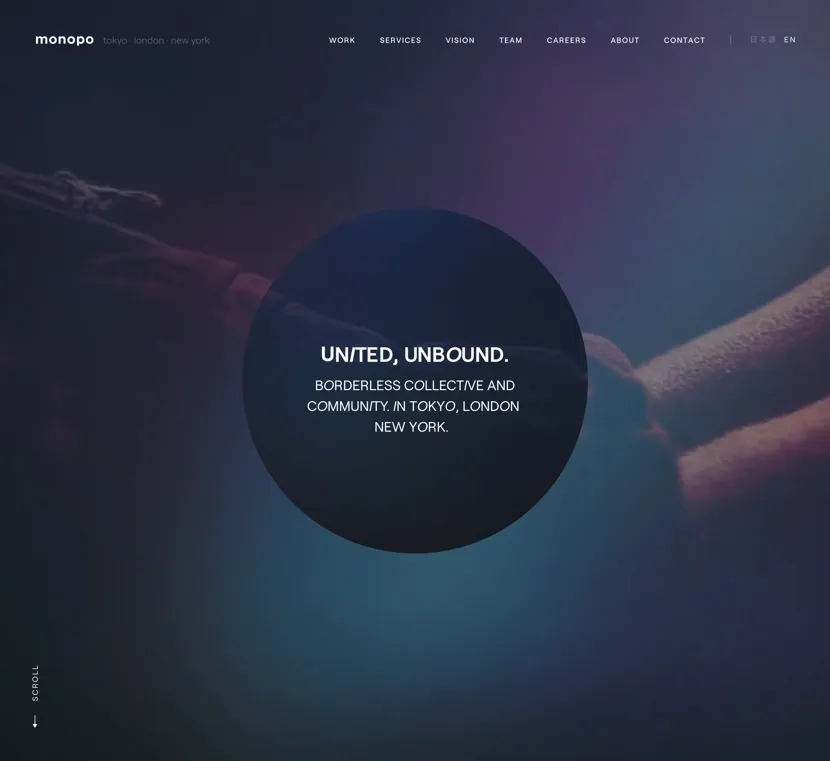 monopo tokyo · london · new york
WORK SERVICES VISION TEAM CAREERS ABOUT CONTACT | 日本語 EN
UNITED, UNBOUND.
BORDERLESS COLLECTIVE AND
COMMUNITY. IN TOKYO, LONDON
NEW YORK.
SCROLL